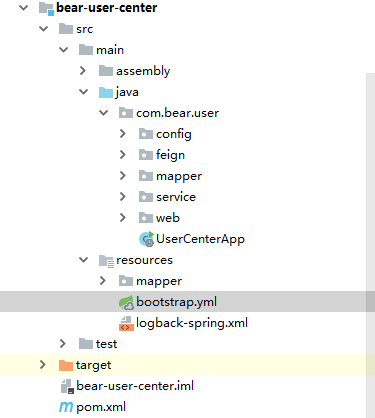 bear-user-center
src
main
assembly
java
com.bear.user
config
feign
mapper
service
web
UserCenterApp
resources
mapper
bootstrap.yml
logback-spring.xml
test
target
bear-user-center.iml
pom.xml